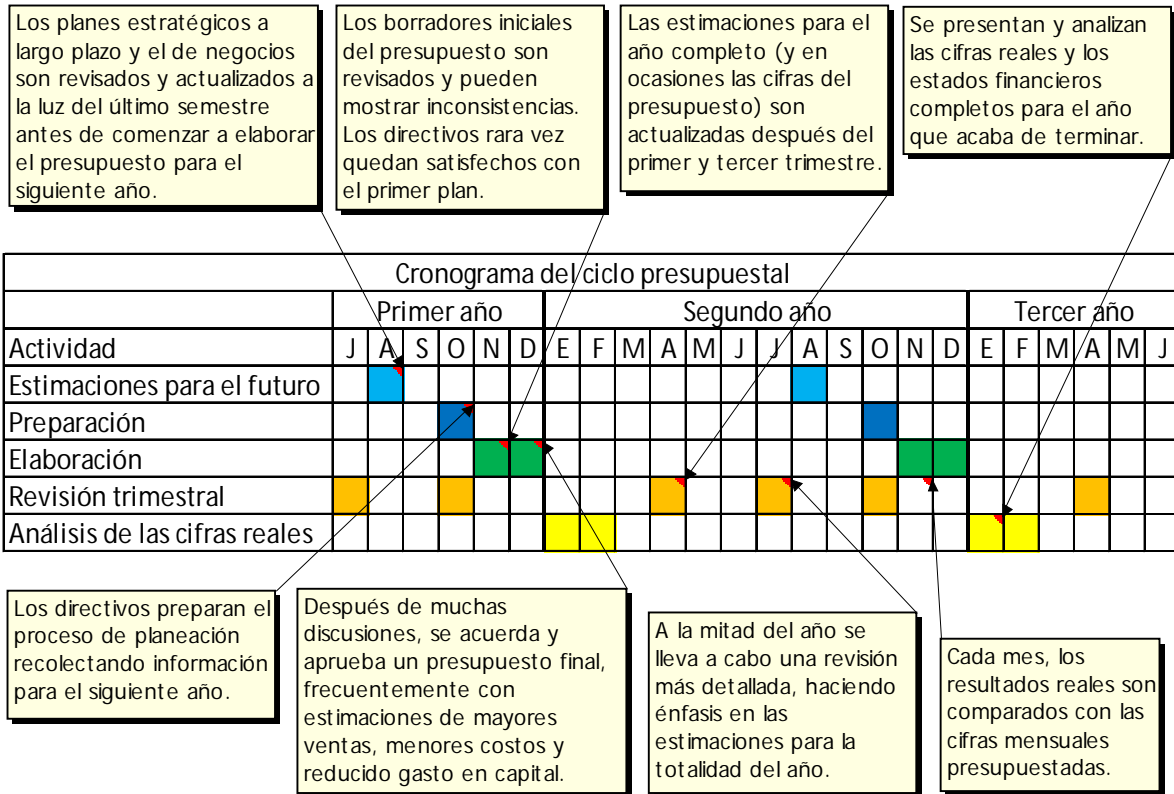 Los planes estratégicos a
largo plazo y el de negocios
son revisados y actualizados a
la luz del último semestre
antes de comenzar a elaborar
el presupuesto para el
siguiente año.
Los borradores iniciales
del presupuesto son
revisados y pueden
mostrar inconsistencias.
Los directivos rara vez
quedan satisfechos con
el primer plan.
Las estimaciones para el
año completo (y en
ocasiones las cifras del
presupuesto) son
actualizadas después del
primer y tercer trimestre.
Se presentan y analizan
las cifras reales y los
estados financieros
completos para el año
que acaba de terminar.
Cronograma del ciclo presupuestal
Primer año Segundo año Tercer año
Actividad J A S O N D E F M A M J J A S O N D E F M A M J
Estimaciones para el futuro
Preparación
Elaboración
Revisión trimestral
Análisis de las cifras reales
Los directivos preparan el
proceso de planeación
recolectando información
para el siguiente año.
Después de muchas
discusiones, se acuerda y
aprueba un presupuesto final,
frecuentemente con
estimaciones de mayores
ventas, menores costos y
reducido gasto en capital.
A la mitad del año se
lleva a cabo una revisión
más detallada, haciendo
énfasis en las
estimaciones para la
totalidad del año.
Cada mes, los
resultados reales son
comparados con las
cifras mensuales
presupuestadas.